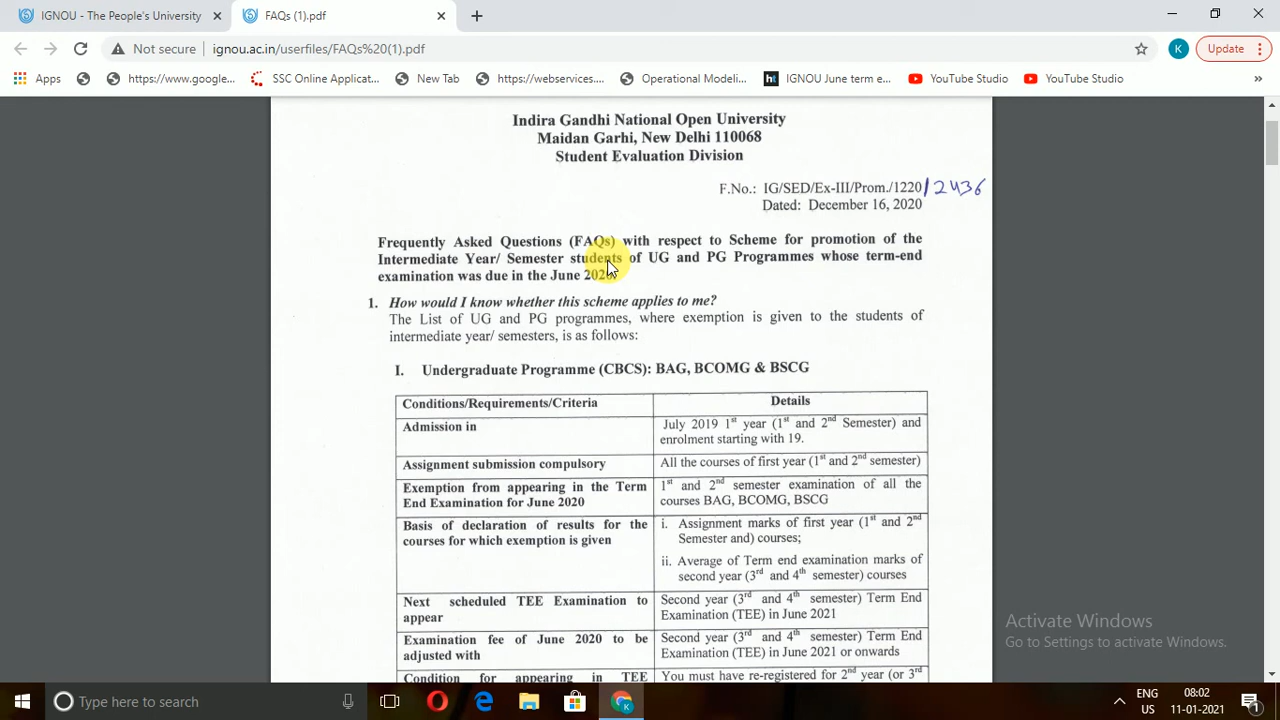 IGNOU - The People's University
FAQs (1).pdf
Not secure
ignou.ac.in/userfiles/FAQs%20(1).pdf
K
Update
Apps
https://www.google...
SSC Online Applicat...
New Tab
https://webservices....
Operational Modeli...
ht
IGNOU June term e...
YouTube Studio
YouTube Studio
»
Indira Gandhi National Open University
Maidan Garhi, New Delhi 110068
Student Evaluation Division
F.No.: IG/SED/Ex-III/Prom./1220/2436
Dated: December 16, 2020
Frequently Asked Questions (FAQs) with respect to Scheme for promotion of the
Intermediate Year/ Semester students of UG and PG Programmes whose term-end
examination was due in the June 2020.
1. How would I know whether this scheme applies to me?
The List of UG and PG programmes, where exemption is given to the students of
intermediate year/ semesters, is as follows:
I. Undergraduate Programme (CBCS): BAG, BCOMG & BSCG
Conditions/Requirements/Criteria
Details
Admission in
July 2019 1st year (1st and 2nd Semester) and
enrolment starting with 19.
Assignment submission compulsory
All the courses of first year (1st and 2nd semester)
Exemption from appearing in the Term
End Examination for June 2020
1st and 2nd semester examination of all the
courses BAG, BCOMG, BSCG
Basis of declaration of results for the
courses for which exemption is given
i. Assignment marks of first year (1st and 2nd
Semester and) courses;
ii. Average of Term end examination marks of
second year (3rd and 4th semester) courses
Next scheduled TEE Examination to
appear
Second year (3rd and 4th semester) Term End
Examination (TEE) in June 2021
Examination fee of June 2020 to be
adjusted with
Second year (3rd and 4th semester) Term End
Examination (TEE) in June 2021 or onwards
Condition for appearing in TEE
You must have re-registered for 2nd year (or 3rd
Activate Windows
Go to Settings to activate Windows.
Type here to search
K
ENG
US
08:02
11-01-2021
1